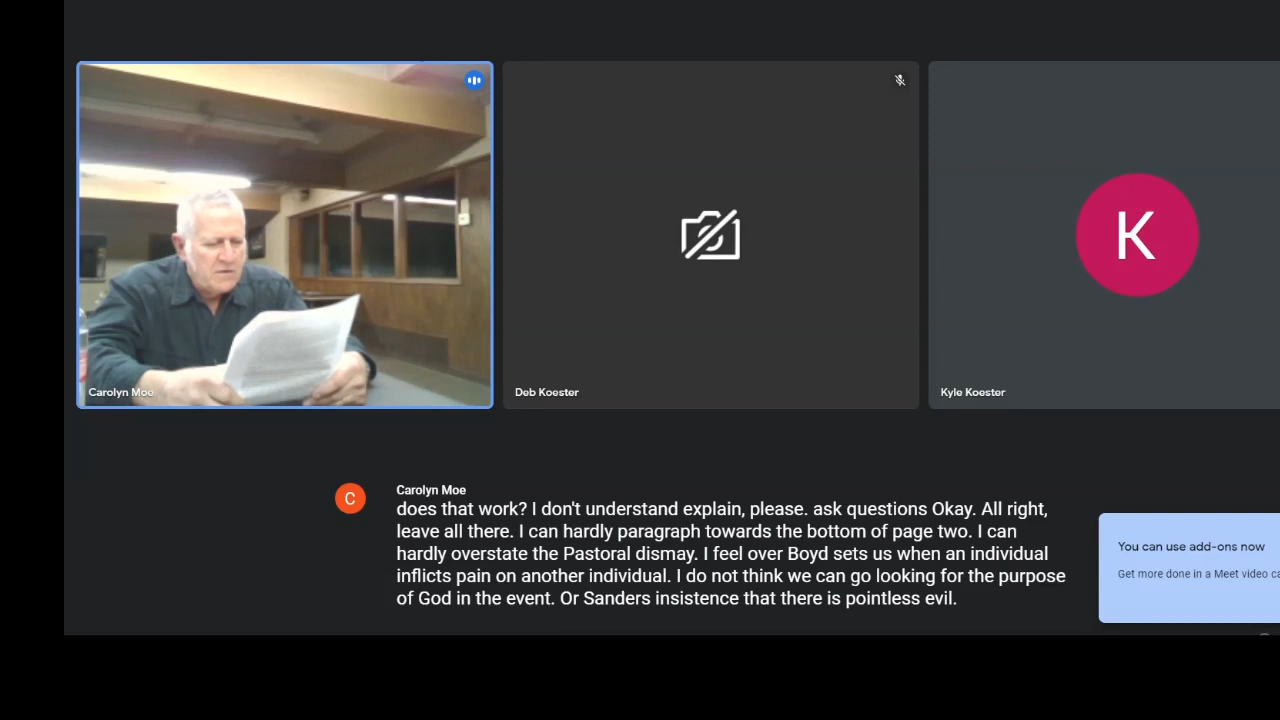 Carolyn Moe
Deb Koester
K
Kyle Koester
C
Carolyn Moe
does that work? I don't understand explain, please. ask questions Okay. All right,
leave all there. I can hardly paragraph towards the bottom of page two. I can
hardly overstate the Pastoral dismay. I feel over Boyd sets us when an individual
inflicts pain on another individual. I do not think we can go looking for the purpose
of God in the event. Or Sanders insistence that there is pointless evil.
You can use add-ons now
Get more done in a Meet video ca